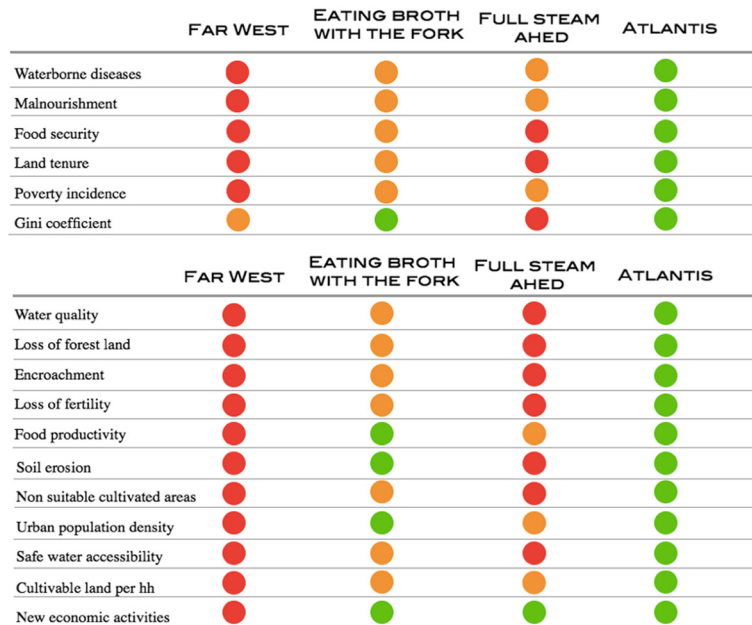 FAR WEST EATING BROTH WITH THE FORK FULL STEAM AHED ATLANTIS
Waterborne diseases
Malnourishment
Food security
Land tenure
Poverty incidence
Gini coefficient
FAR WEST EATING BROTH WITH THE FORK FULL STEAM AHED ATLANTIS
Water quality
Loss of forest land
Encroachment
Loss of fertility
Food productivity
Soil erosion
Non suitable cultivated areas
Urban population density
Safe water accessibility
Cultivable land per hh
New economic activities